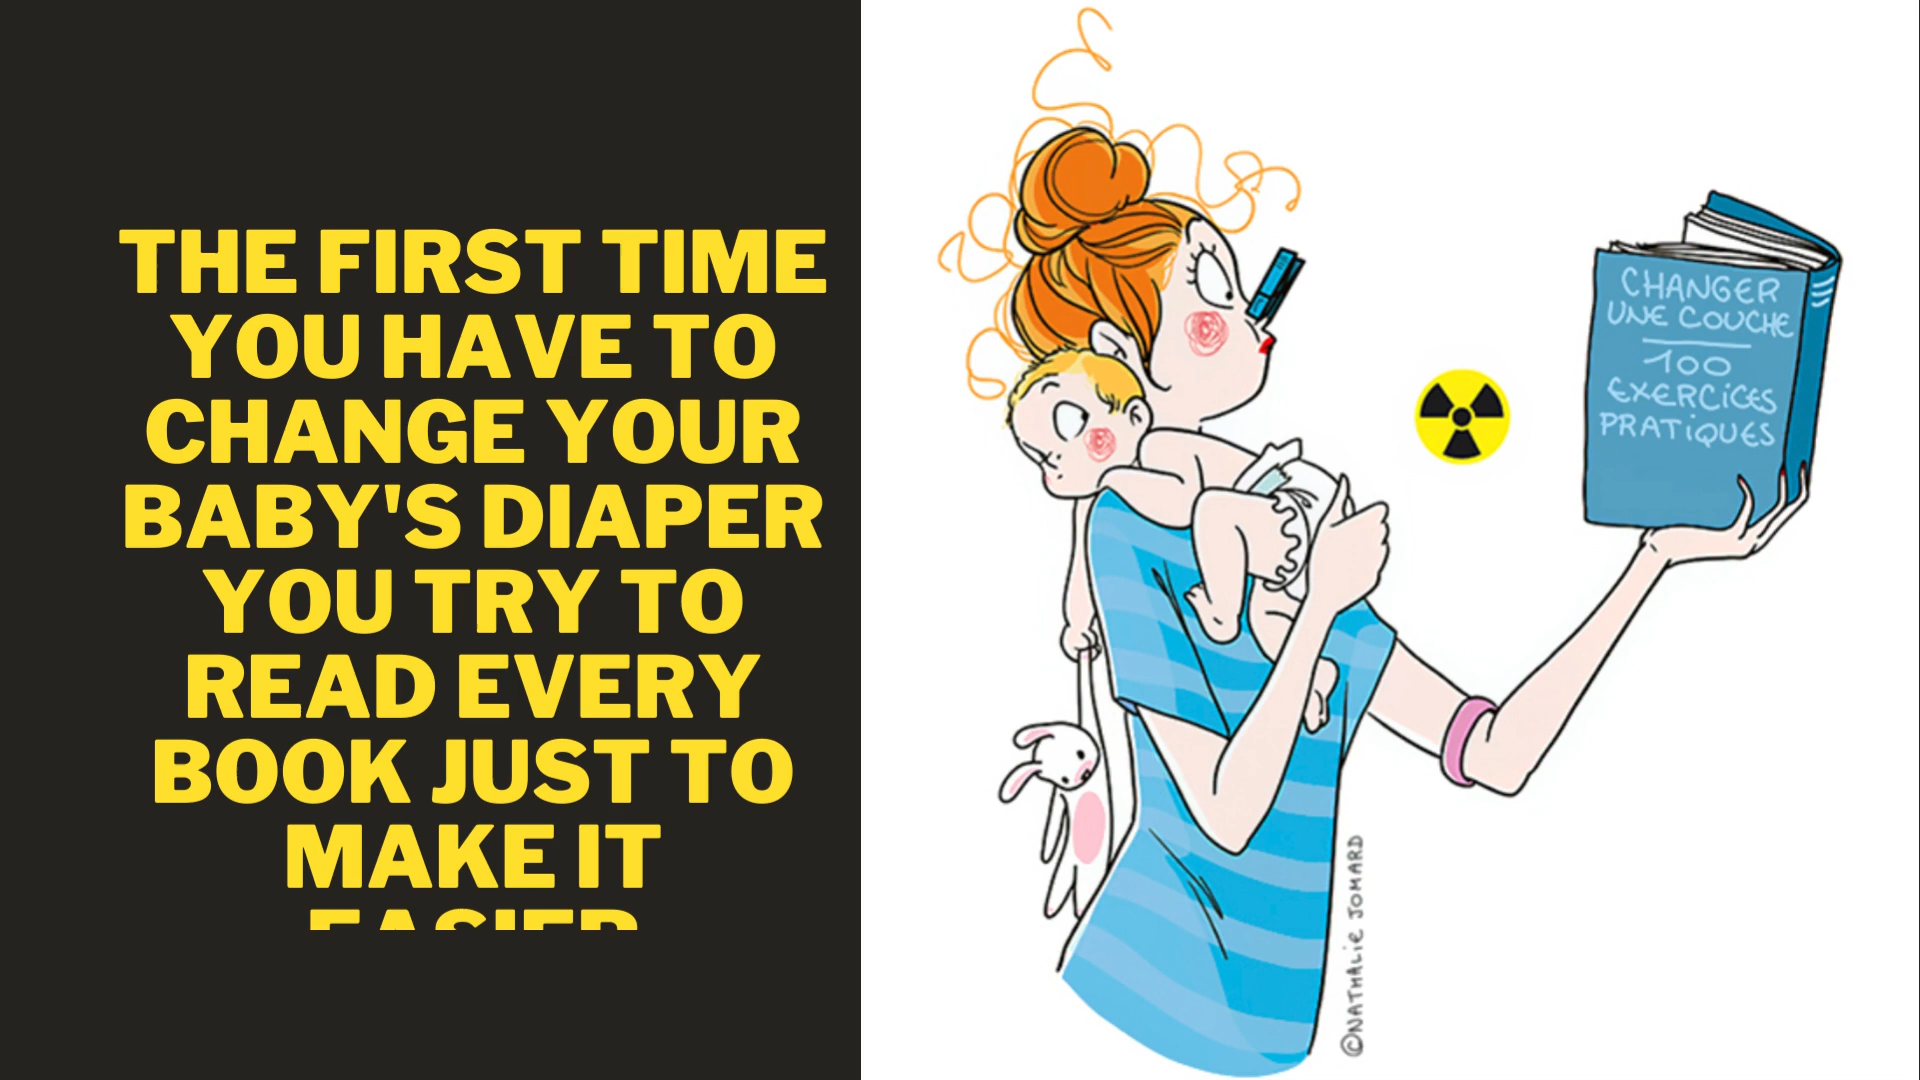 THE FIRST TIME
YOU HAVE TO
CHANGE YOUR
BABY'S DIAPER
YOU TRY TO
READ EVERY
BOOK JUST TO
MAKE IT
EASIER
CHANGER
UNE COUCHE
100
EXERCICES
PRATIQUES
©NATHALIE JOMARD